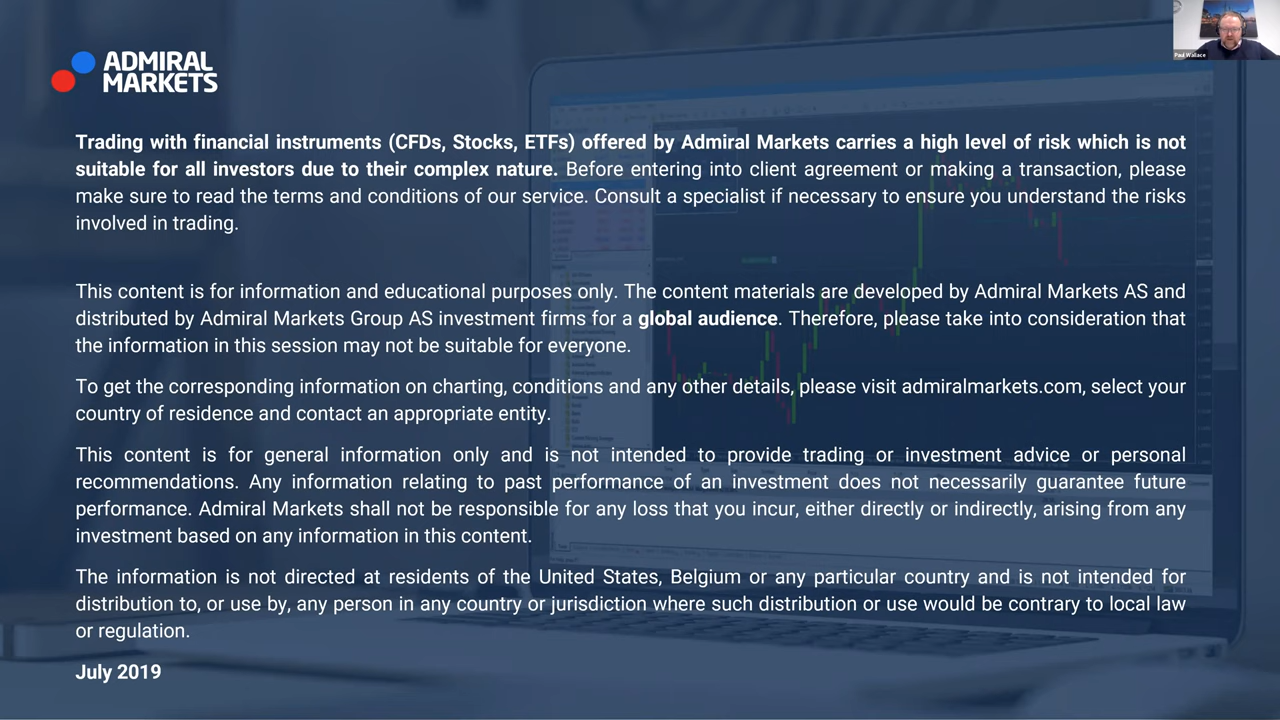 ADMIRAL
MARKETS
Paul Wallace
Trading with financial instruments (CFDs, Stocks, ETFs) offered by Admiral Markets carries a high level of risk which is not
suitable for all investors due to their complex nature. Before entering into client agreement or making a transaction, please
make sure to read the terms and conditions of our service. Consult a specialist if necessary to ensure you understand the risks
involved in trading.
This content is for information and educational purposes only. The content materials are developed by Admiral Markets AS and
distributed by Admiral Markets Group AS investment firms for a global audience. Therefore, please take into consideration that
the information in this session may not be suitable for everyone.
To get the corresponding information on charting, conditions and any other details, please visit admiralmarkets.com, select your
country of residence and contact an appropriate entity.
This content is for general information only and is not intended to provide trading or investment advice or personal
recommendations. Any information relating to past performance of an investment does not necessarily guarantee future
performance. Admiral Markets shall not be responsible for any loss that you incur, either directly or indirectly, arising from any
investment based on any information in this content.
The information is not directed at residents of the United States, Belgium or any particular country and is not intended for
distribution to, or use by, any person in any country or jurisdiction where such distribution or use would be contrary to local law
or regulation.
July 2019